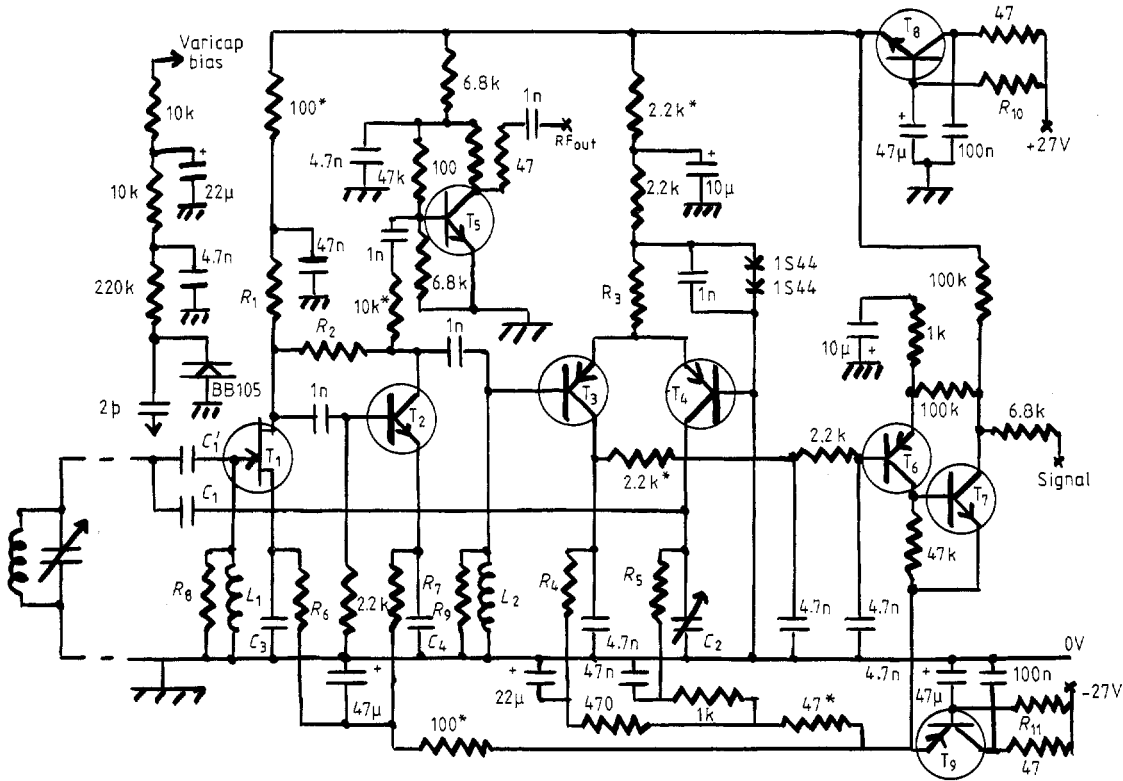 Varicap
bias
10k
+
22µ
10k
4.7n
220k
BB105
2p
100*
47n
R1
6.8k
4.7n
47k
100
47
1n
RFout
T5
1n
6.8k
10k*
R2
1n
1n
T2
C1'
T1
C1
2.2k*
+
10µ
2.2k
1n
1S44
1S44
R3
T3
T4
2.2k*
2.2k
T8
47
R10
+27V
+
47µ
100n
100k
1k
10µ
+
100k
6.8k
Signal
T6
T7
47k
R8
L1
C3
R6
2.2k
R7
C4
R9
L2
R4
4.7n
R5
C2
4.7n
4.7n
0V
+
47µ
+
22µ
47n
470
1k
47*
100*
4.7n
+
47µ
100n
-27V
R11
47
T9